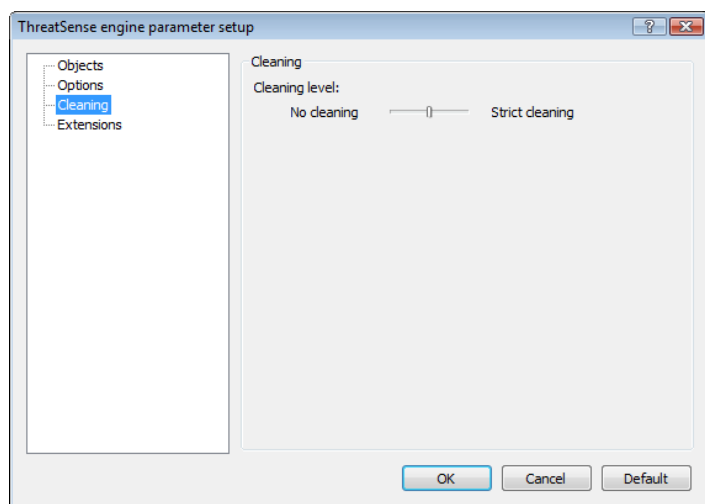 ThreatSense engine parameter setup
Objects
Options
Cleaning
Extensions
Cleaning
Cleaning level:
No cleaning Strict cleaning
OK Cancel Default